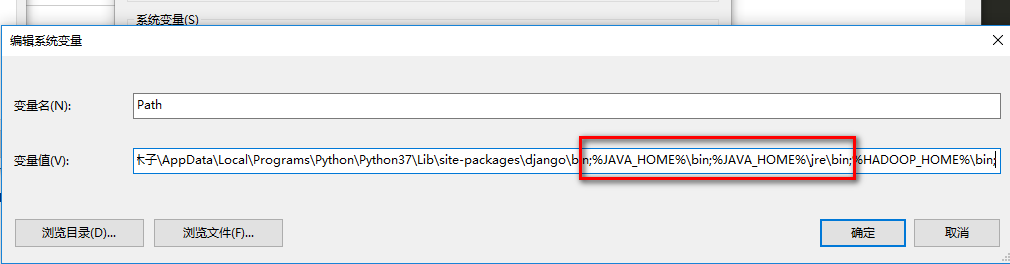 系统变量(S)
编辑系统变量
变量名(N):
Path
变量值(V):
木子\AppData\Local\Programs\Python\Python37\Lib\site-packages\django\bin;%JAVA_HOME%\bin;%JAVA_HOME%\jre\bin;%HADOOP_HOME%\bin;
浏览目录(D)...
浏览文件(F)...
确定
取消